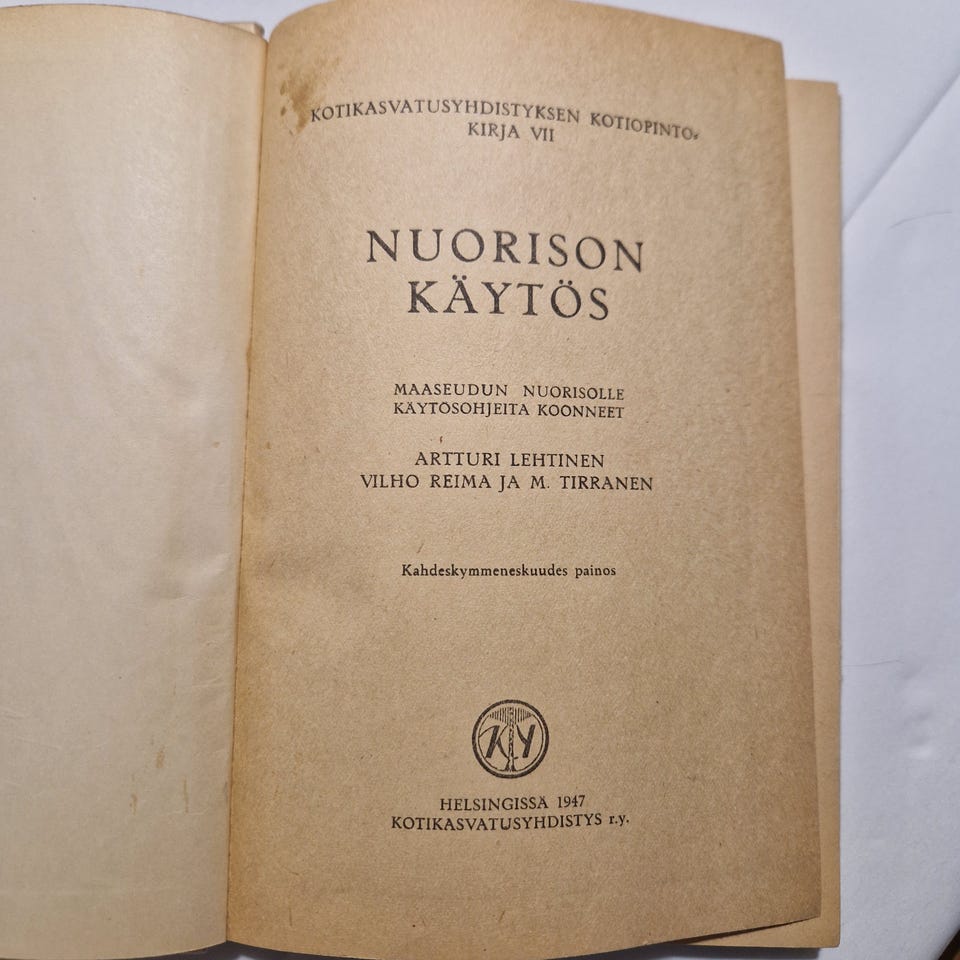 KOTIKASVATUSYHDISTYKSEN KOTIOPINTO-
KIRJA VII
NUORISON
KÄYTÖS
MAASEUDUN NUORISOLLE
KÄYTÖSOHJEITA KOONNEET
ARTTURI LEHTINEN
VILHO REIMA JA M. TIRRANEN
Kahdeskymmeneskuudes painos
KY
HELSINGISSÄ 1947
KOTIKASVATUSYHDISTYS r.y.